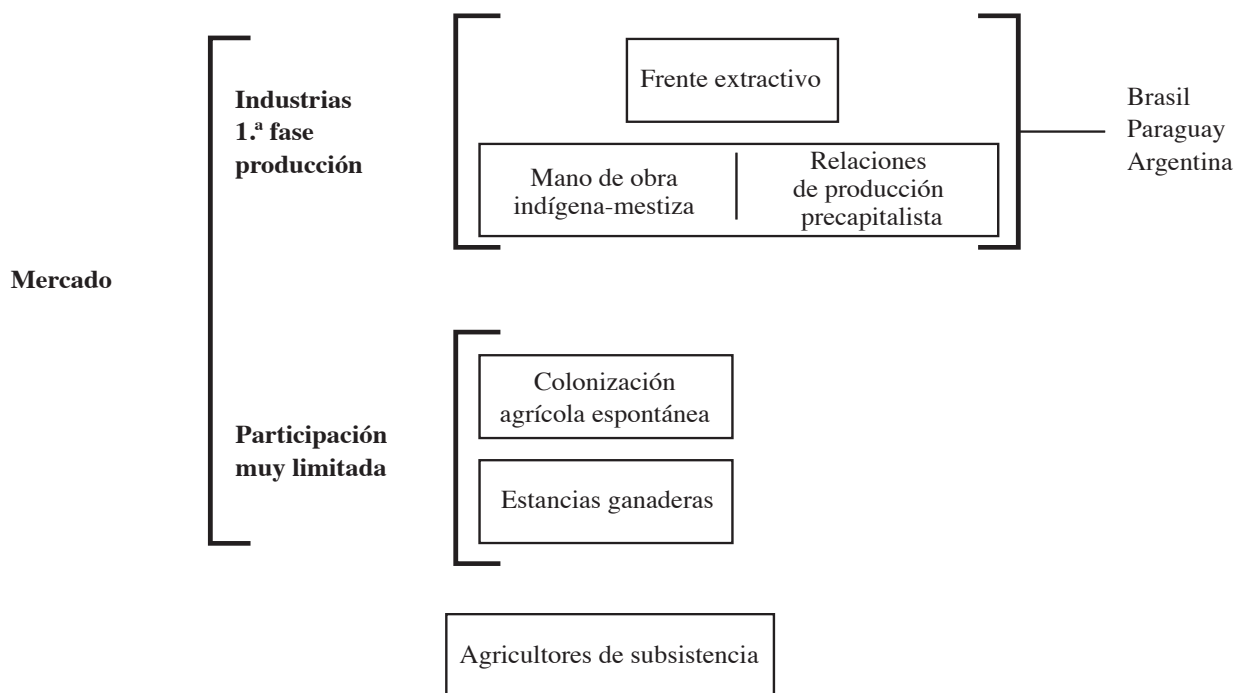 Mercado
Industrias
1.ª fase
producción
Frente extractivo
Mano de obra
indígena-mestiza
Relaciones
de producción
precapitalista
Brasil
Paraguay
Argentina
Participación
muy limitada
Colonización
agrícola espontánea
Estancias ganaderas
Agricultores de subsistencia